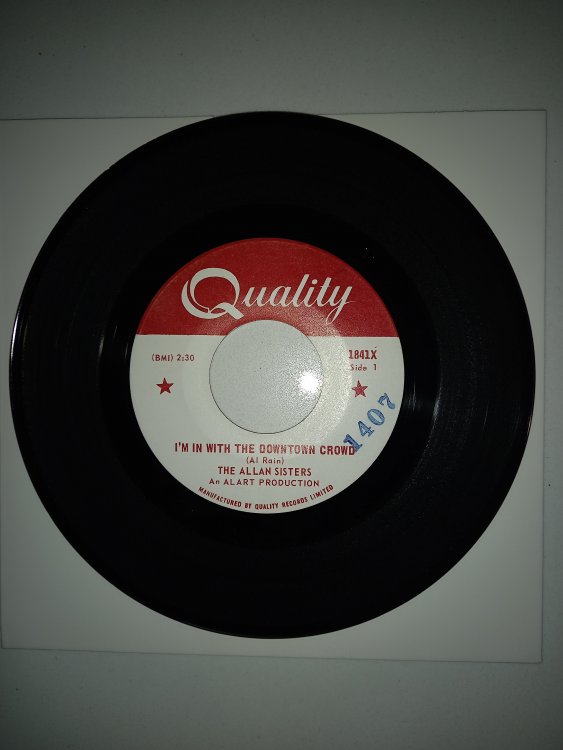 Quality
(BMI) 2:30
1841X
Side 1
1407
I'M IN WITH THE DOWNTOWN CROWD
(Al Rain)
THE ALLAN SISTERS
An ALART PRODUCTION
MANUFACTURED BY QUALITY RECORDS LIMITED